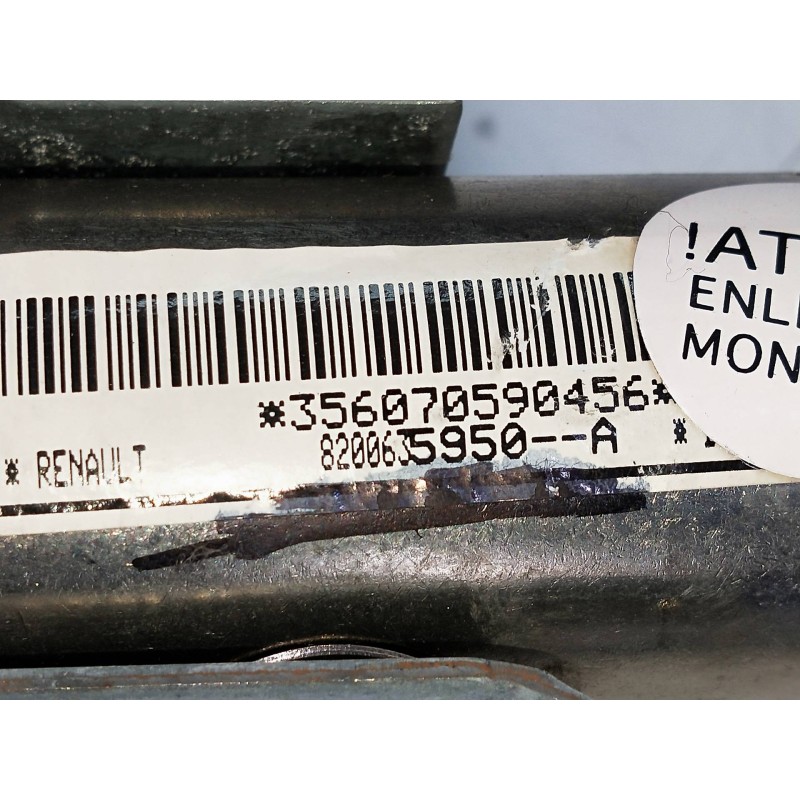 *356070590456*
8200635950--A
* RENAULT
*
!AT
ENL
MON